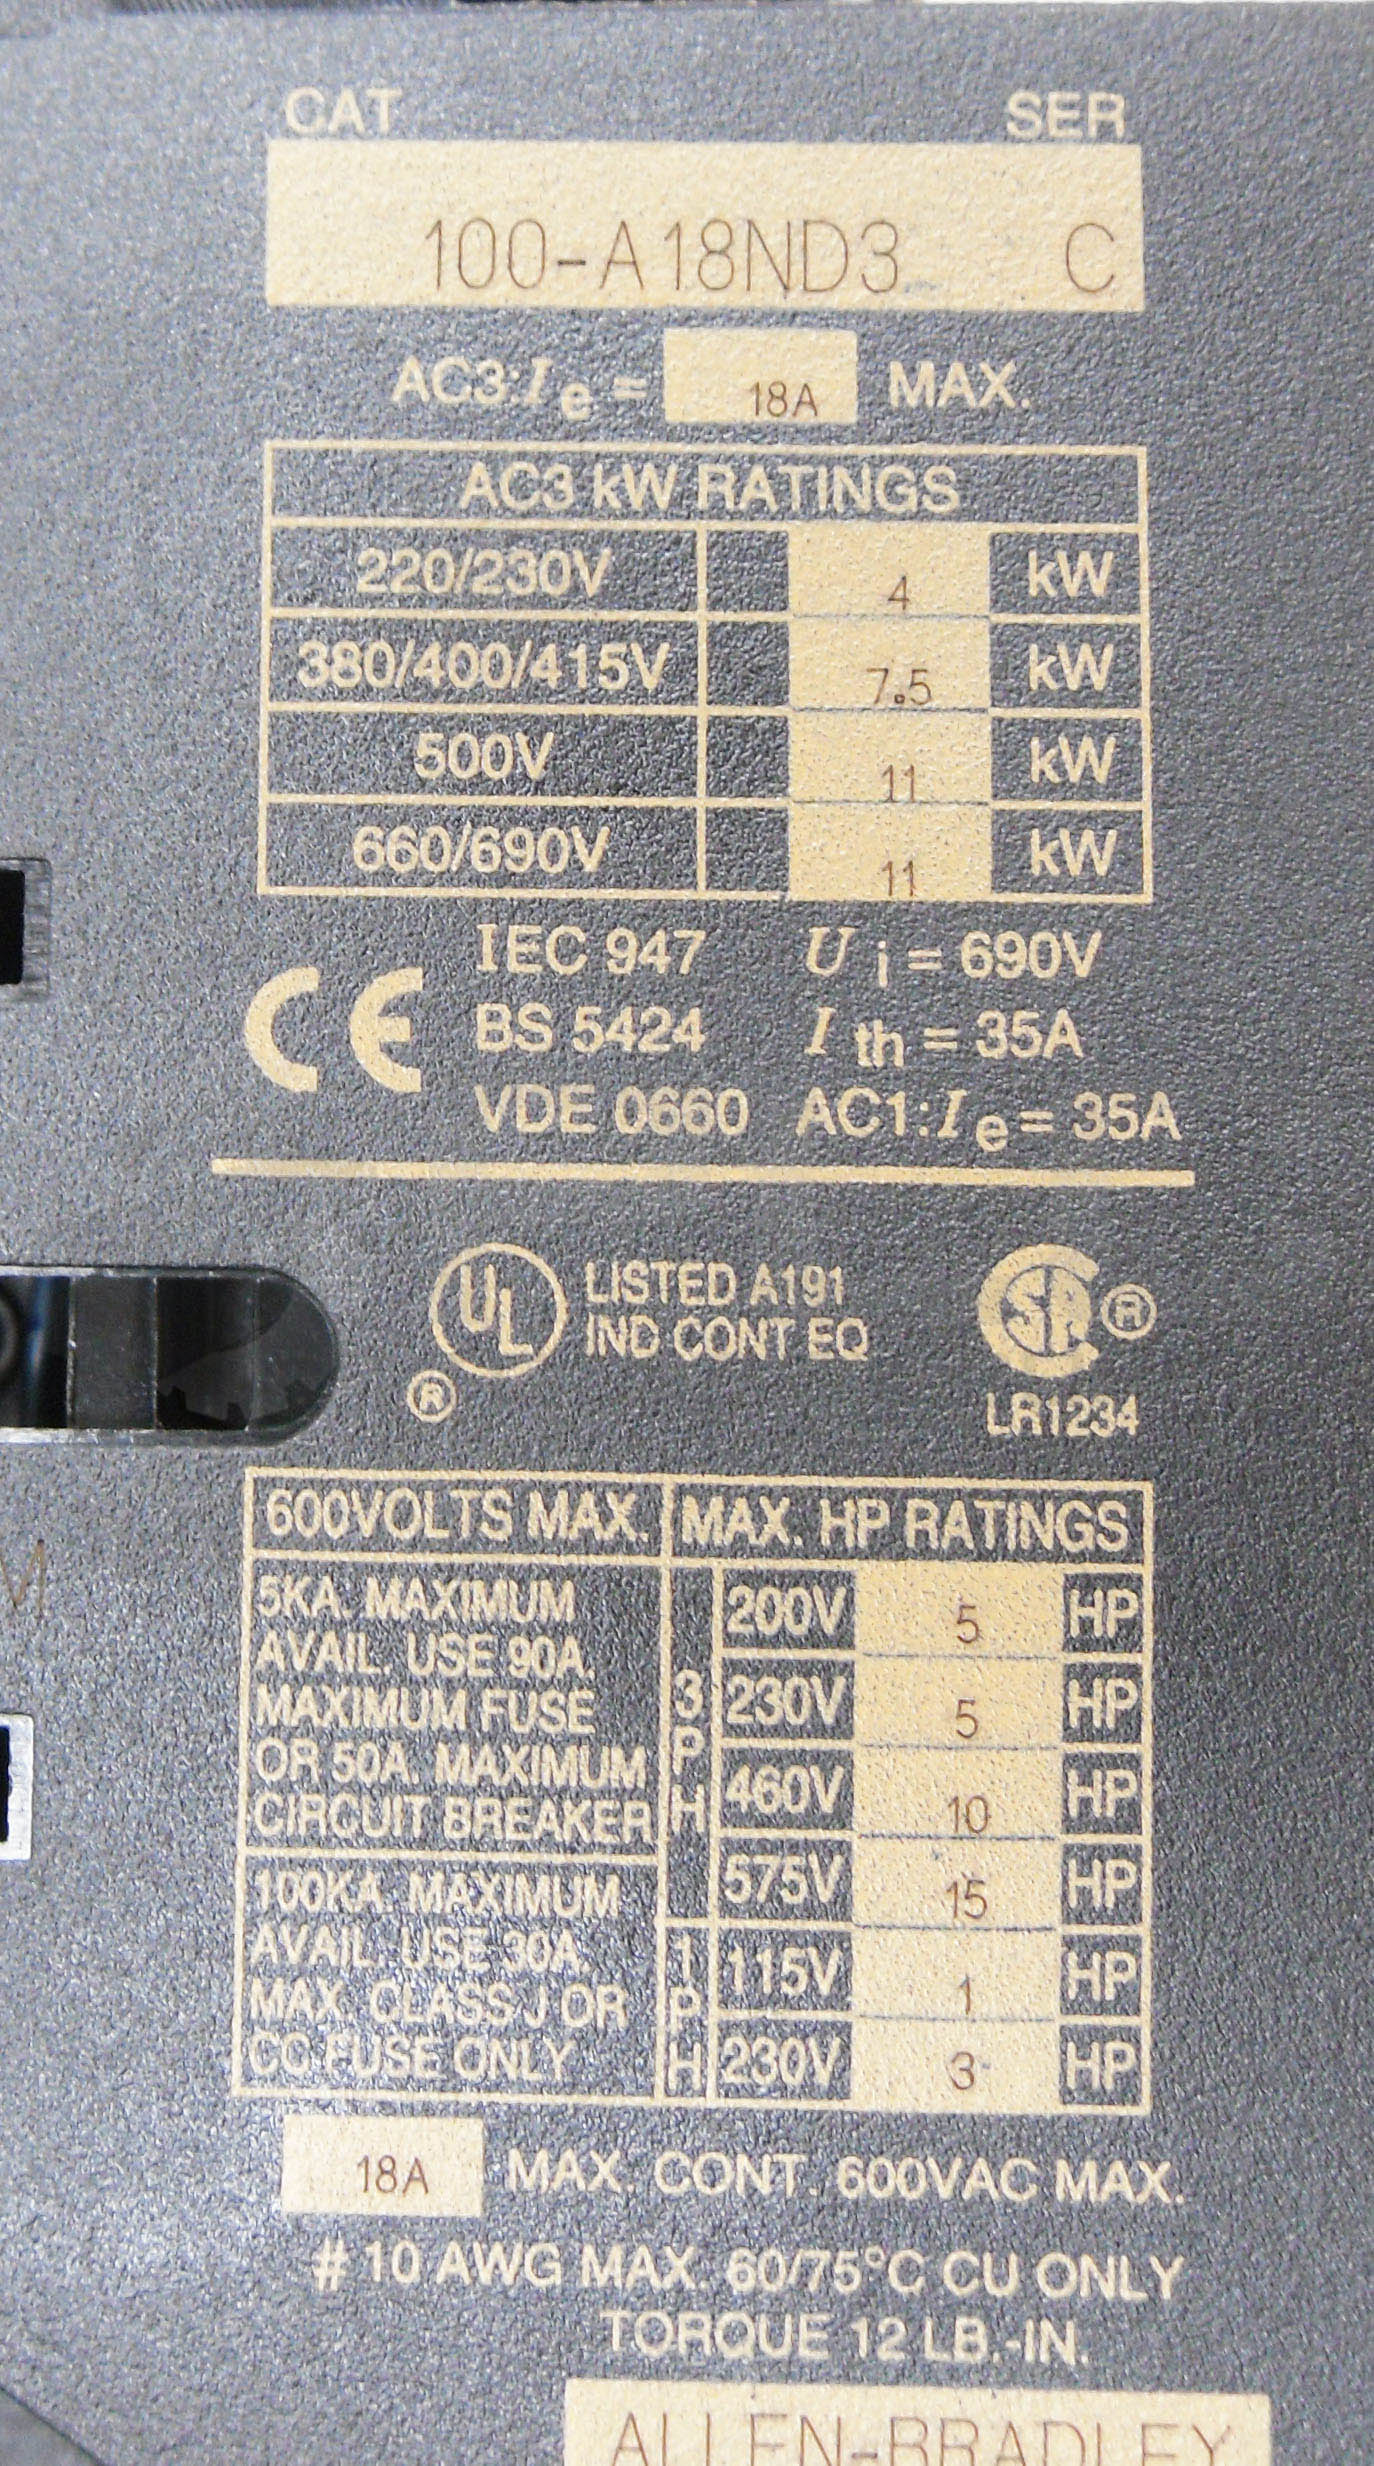 CAT SER
100-A18ND3 C
AC3:Ie = 18A MAX.
AC3 kW RATINGS
220/230V 4 kW
380/400/415V 7.5 kW
500V 11 kW
660/690V 11 kW
CE IEC 947 Ui = 690V
BS 5424 Ith = 35A
VDE 0660 AC1:Ie = 35A
UL LISTED A191
® IND CONT EQ
SA ®
LR1234
600VOLTS MAX. MAX. HP RATINGS
5KA. MAXIMUM
AVAIL. USE 90A.
MAXIMUM FUSE
OR 50A. MAXIMUM
CIRCUIT BREAKER
100KA. MAXIMUM
AVAIL. USE 30A.
MAX. CLASS J OR
CC FUSE ONLY
3PH
200V 5 HP
230V 5 HP
460V 10 HP
575V 15 HP
1PH
115V 1 HP
230V 3 HP
18A MAX. CONT. 600VAC MAX.
# 10 AWG MAX. 60/75°C CU ONLY
TORQUE 12 LB.-IN.
ALLEN-BRADLEY